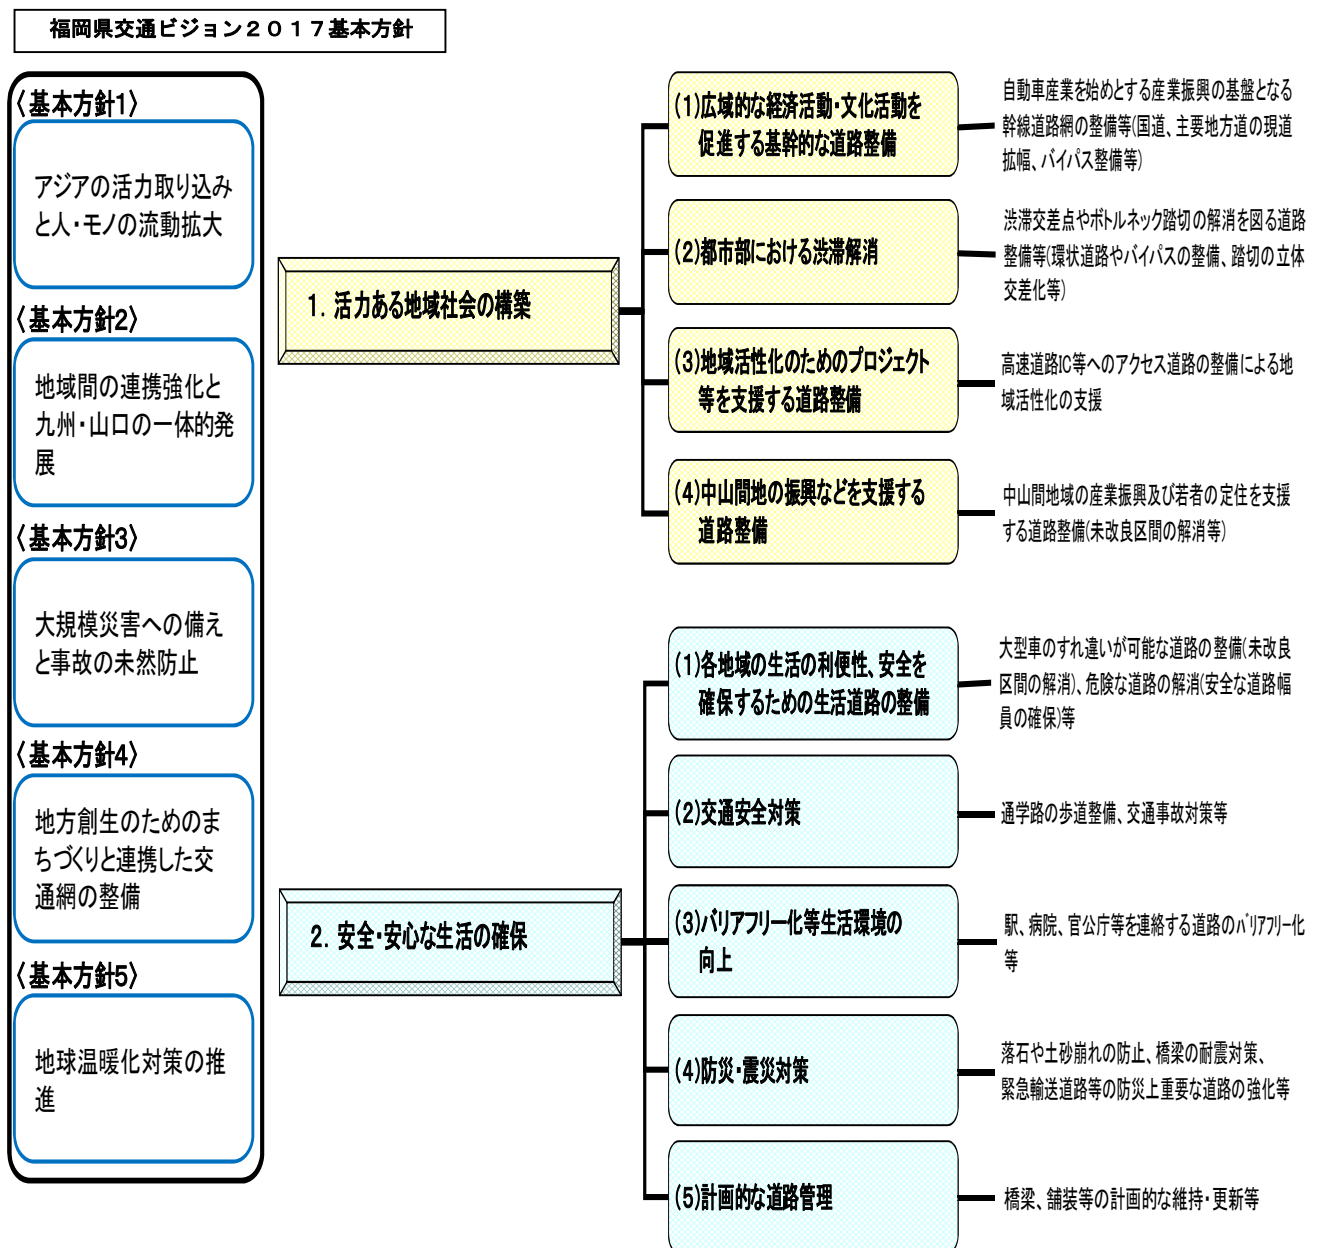 福岡県交通ビジョン２０１７基本方針
〈基本方針1〉
アジアの活力取り込み
と人・モノの流動拡大
〈基本方針2〉
地域間の連携強化と
九州・山口の一体的発
展
〈基本方針3〉
大規模災害への備え
と事故の未然防止
〈基本方針4〉
地方創生のためのま
ちづくりと連携した交
通網の整備
〈基本方針5〉
地球温暖化対策の推
進
１．活力ある地域社会の構築
(1)広域的な経済活動・文化活動を
促進する基幹的な道路整備
自動車産業を始めとする産業振興の基盤となる
幹線道路網の整備等(国道、主要地方道の現道
拡幅、バイパス整備等)
(2)都市部における渋滞解消
渋滞交差点やボトルネック踏切の解消を図る道路
整備等(環状道路やバイパスの整備、踏切の立体
交差化等)
(3)地域活性化のためのプロジェクト
等を支援する道路整備
高速道路IC等へのアクセス道路の整備による地
域活性化の支援
(4)中山間地の振興などを支援する
道路整備
中山間地域の産業振興及び若者の定住を支援
する道路整備(未改良区間の解消等)
２．安全・安心な生活の確保
(1)各地域の生活の利便性、安全を
確保するための生活道路の整備
大型車のすれ違いが可能な道路の整備(未改良
区間の解消)、危険な道路の解消(安全な道路幅
員の確保)等
(2)交通安全対策
通学路の歩道整備、交通事故対策等
(3)バリアフリー化等生活環境の
向上
駅、病院、官公庁等を連絡する道路のバリアフリー化
等
(4)防災・震災対策
落石や土砂崩れの防止、橋梁の耐震対策、
緊急輸送道路等の防災上重要な道路の強化等
(5)計画的な道路管理
橋梁、舗装等の計画的な維持・更新等